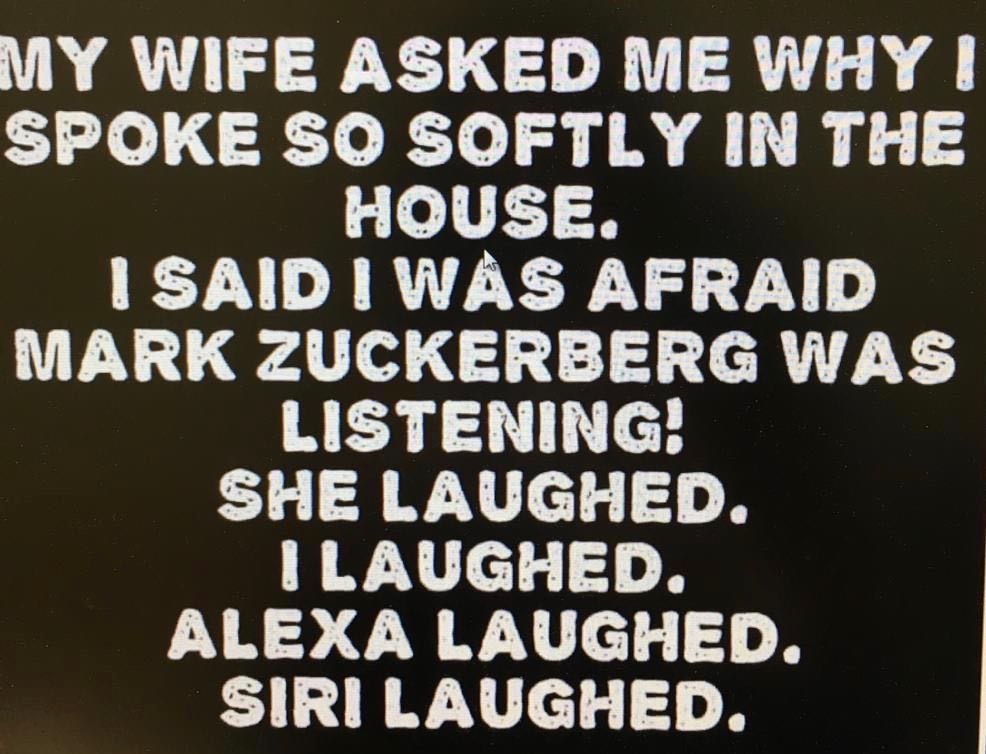 MY WIFE ASKED ME WHY I
SPOKE SO SOFTLY IN THE
HOUSE.
I SAID I WAS AFRAID
MARK ZUCKERBERG WAS
LISTENING!
SHE LAUGHED.
I LAUGHED.
ALEXA LAUGHED.
SIRI LAUGHED.